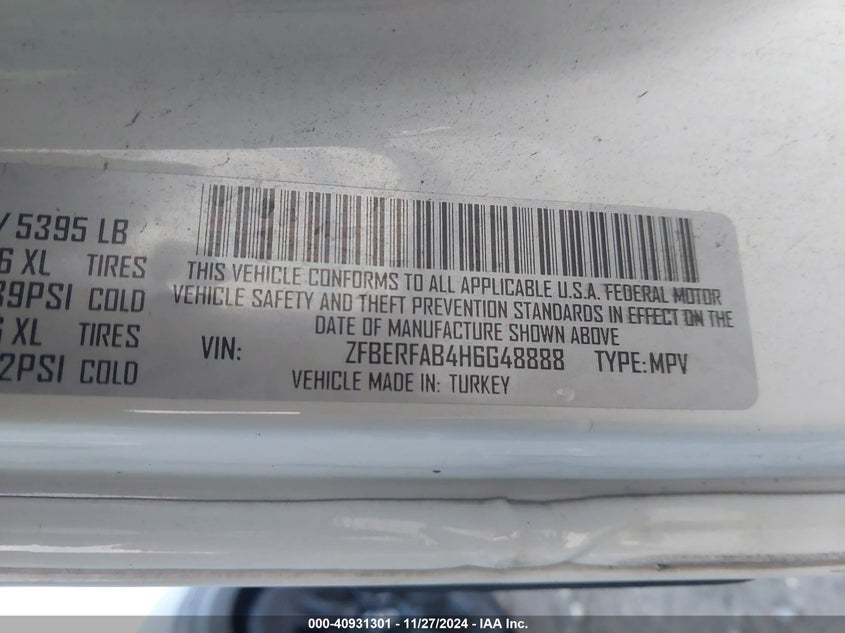 / 5395 LB
6 XL TIRES
39PSI COLD
XL TIRES
2PSI COLD
THIS VEHICLE CONFORMS TO ALL APPLICABLE U.S.A. FEDERAL MOTOR
VEHICLE SAFETY AND THEFT PREVENTION STANDARDS IN EFFECT ON THE
DATE OF MANUFACTURE SHOWN ABOVE
VIN: ZFBERFAB4H6G48888 TYPE:MPV
VEHICLE MADE IN: TURKEY
000-40931301 - 11/27/2024 - IAA Inc.